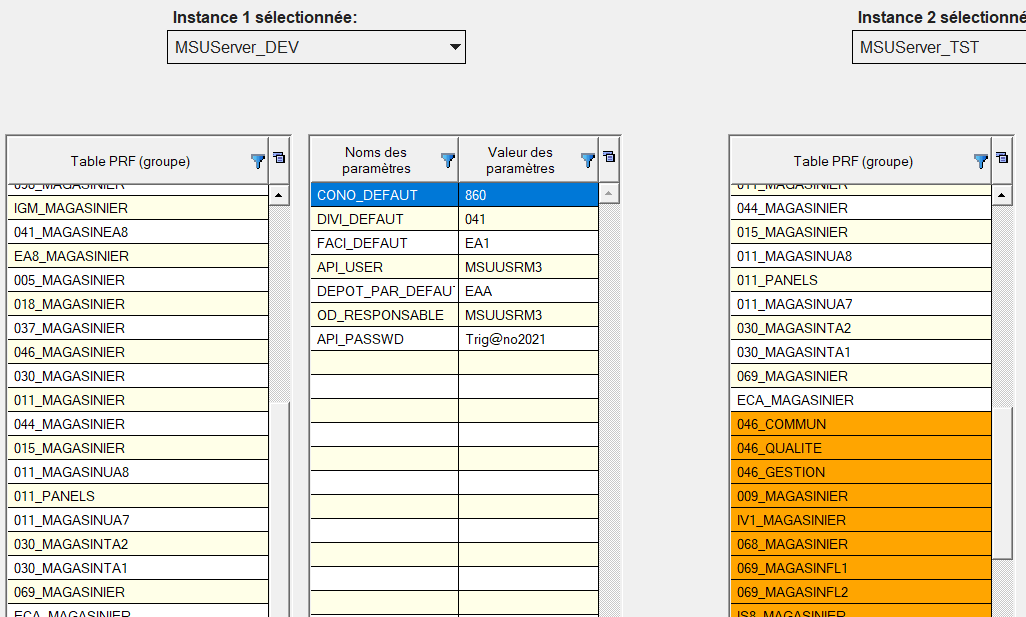 Instance 1 sélectionnée:
MSUServer_DEV
Instance 2 sélectionné
MSUServer_TST
Table PRF (groupe)
IGM_MAGASINIER
041_MAGASINEA8
EA8_MAGASINIER
005_MAGASINIER
018_MAGASINIER
037_MAGASINIER
046_MAGASINIER
030_MAGASINIER
011_MAGASINIER
044_MAGASINIER
015_MAGASINIER
011_MAGASINUA8
011_PANELS
011_MAGASINUA7
030_MAGASINTA2
030_MAGASINTA1
069_MAGASINIER
ECA_MAGASINIER
Noms des paramètres Valeur des paramètres
CONO_DEFAUT 860
DIVI_DEFAUT 041
FACI_DEFAUT EA1
API_USER MSUUSRM3
DEPOT_PAR_DEFAU EAA
OD_RESPONSABLE MSUUSRM3
API_PASSWD Trig@no2021
Table PRF (groupe)
011_MAGASINIER
044_MAGASINIER
015_MAGASINIER
011_MAGASINUA8
011_PANELS
011_MAGASINUA7
030_MAGASINTA2
030_MAGASINTA1
069_MAGASINIER
ECA_MAGASINIER
046_COMMUN
046_QUALITE
046_GESTION
009_MAGASINIER
IV1_MAGASINIER
068_MAGASINIER
069_MAGASINFL1
069_MAGASINFL2
IS8_MAGASINIER